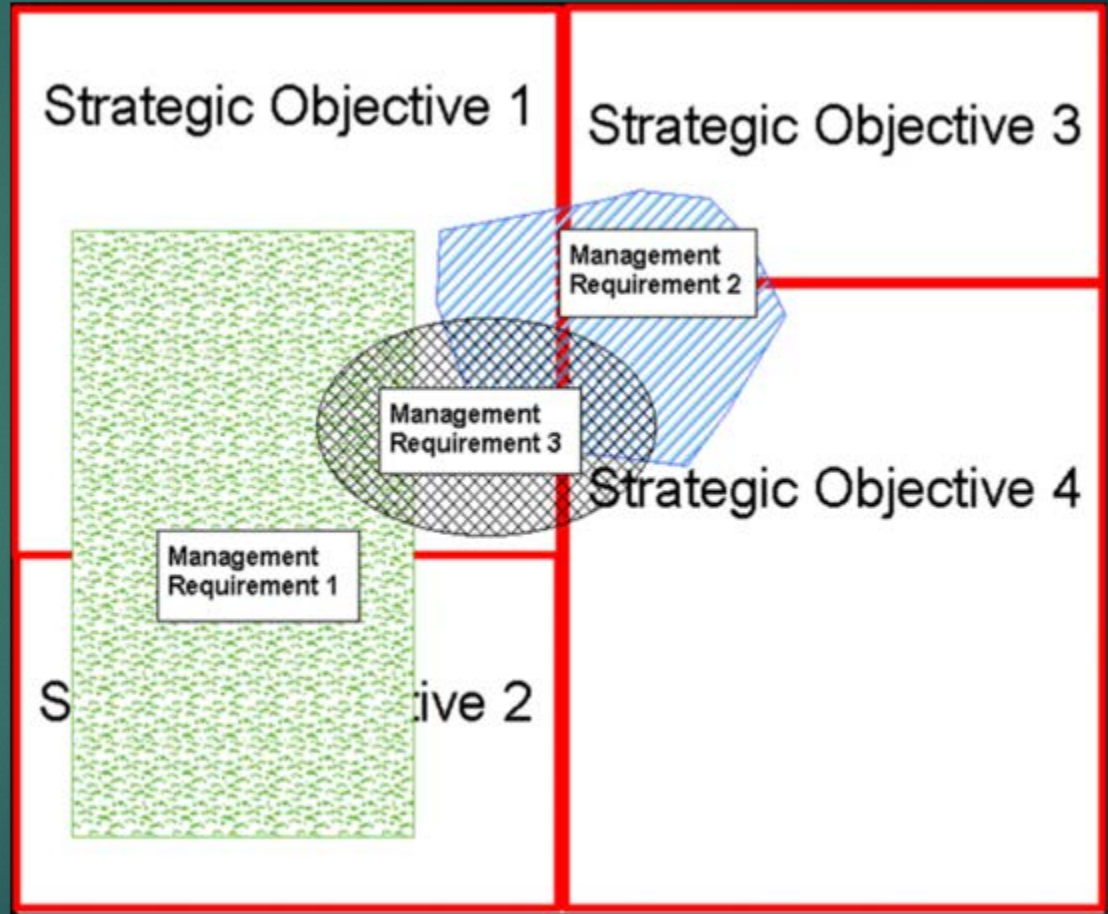 Strategic Objective 1
Strategic Objective 3
Management
Requirement 2
Management
Requirement 3
Strategic Objective 4
Management
Requirement 1
S tive 2